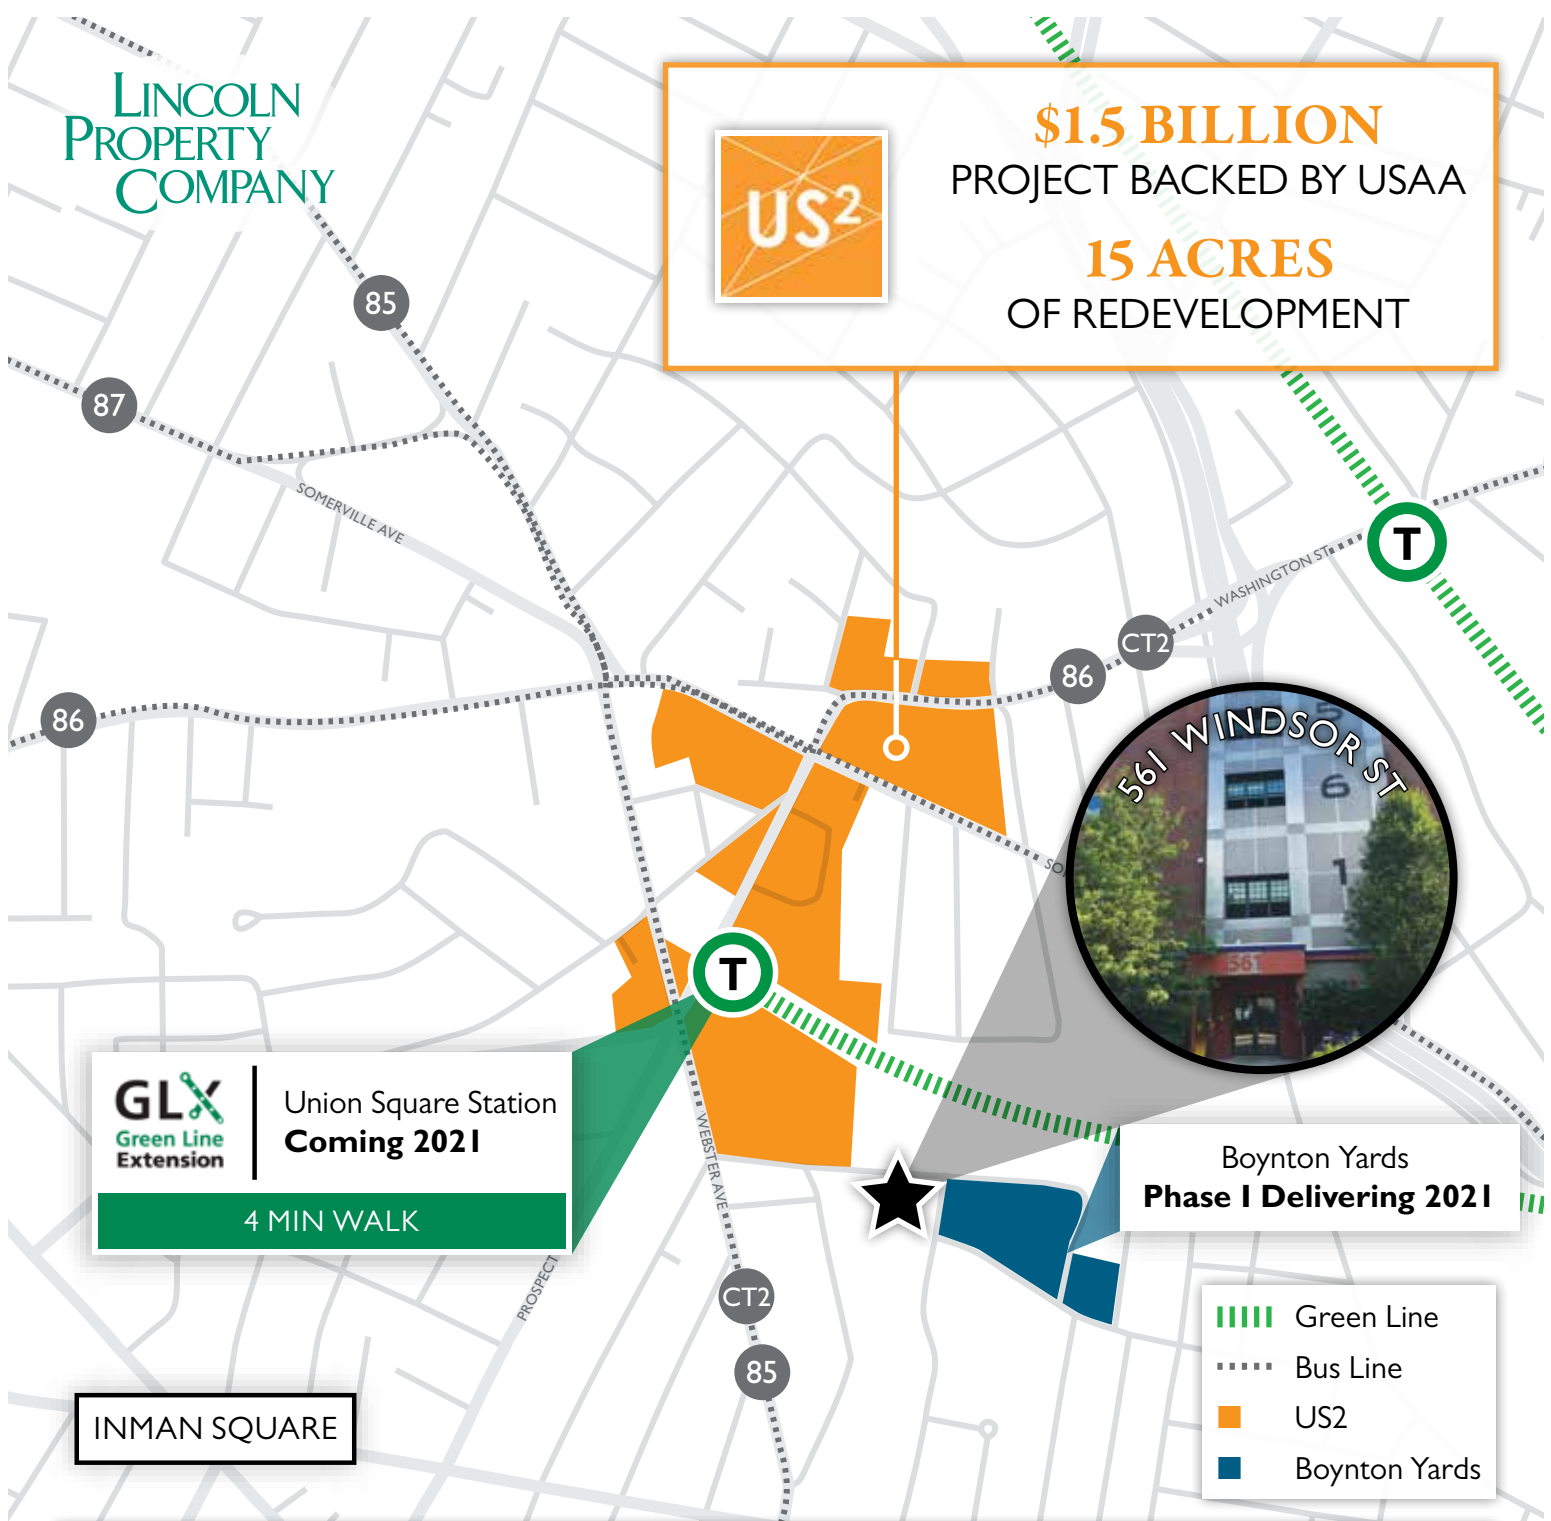 LINCOLN
PROPERTY
COMPANY
US²
$1.5 BILLION
PROJECT BACKED BY USAA
15 ACRES
OF REDEVELOPMENT
85
87
SOMERVILLE AVE
T
WASHINGTON ST
CT2
86
86
561 WINDSOR ST
5
6
1
561
T
GLX
Green Line
Extension
Union Square Station
Coming 2021
4 MIN WALK
WEBSTER AVE
Boynton Yards
Phase I Delivering 2021
PROSPECT
CT2
85
INMAN SQUARE
Green Line
Bus Line
US2
Boynton Yards